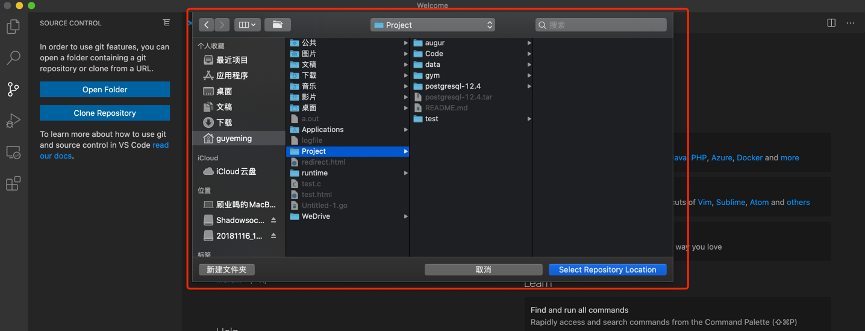 Welcome
SOURCE CONTROL
In order to use git features, you can
open a folder containing a git
repository or clone from a URL.
Open Folder
Clone Repository
To learn more about how to use git
and source control in VS Code read
our docs.
Project
搜索
个人收藏
最近项目
应用程序
桌面
文稿
下载
guyeming
iCloud
iCloud 云盘
位置
顾业鸣的 MacB...
Shadowsoc...
20181116_1...
标签
公共
图片
文稿
下载
音乐
影片
桌面
a.out
Applications
logfile
Project
redirect.html
runtime
test.c
test.html
Untitled-1.go
WeDrive
augur
Code
data
gym
postgresql-12.4
postgresql-12.4.tar
README.md
test
新建文件夹
取消
Select Repository Location
Java, PHP, Azure, Docker and more
cuts of Vim, Sublime, Atom and others
way you love
Learn
Find and run all commands
Rapidly access and search commands from the Command Palette (⇧⌘P)
Help